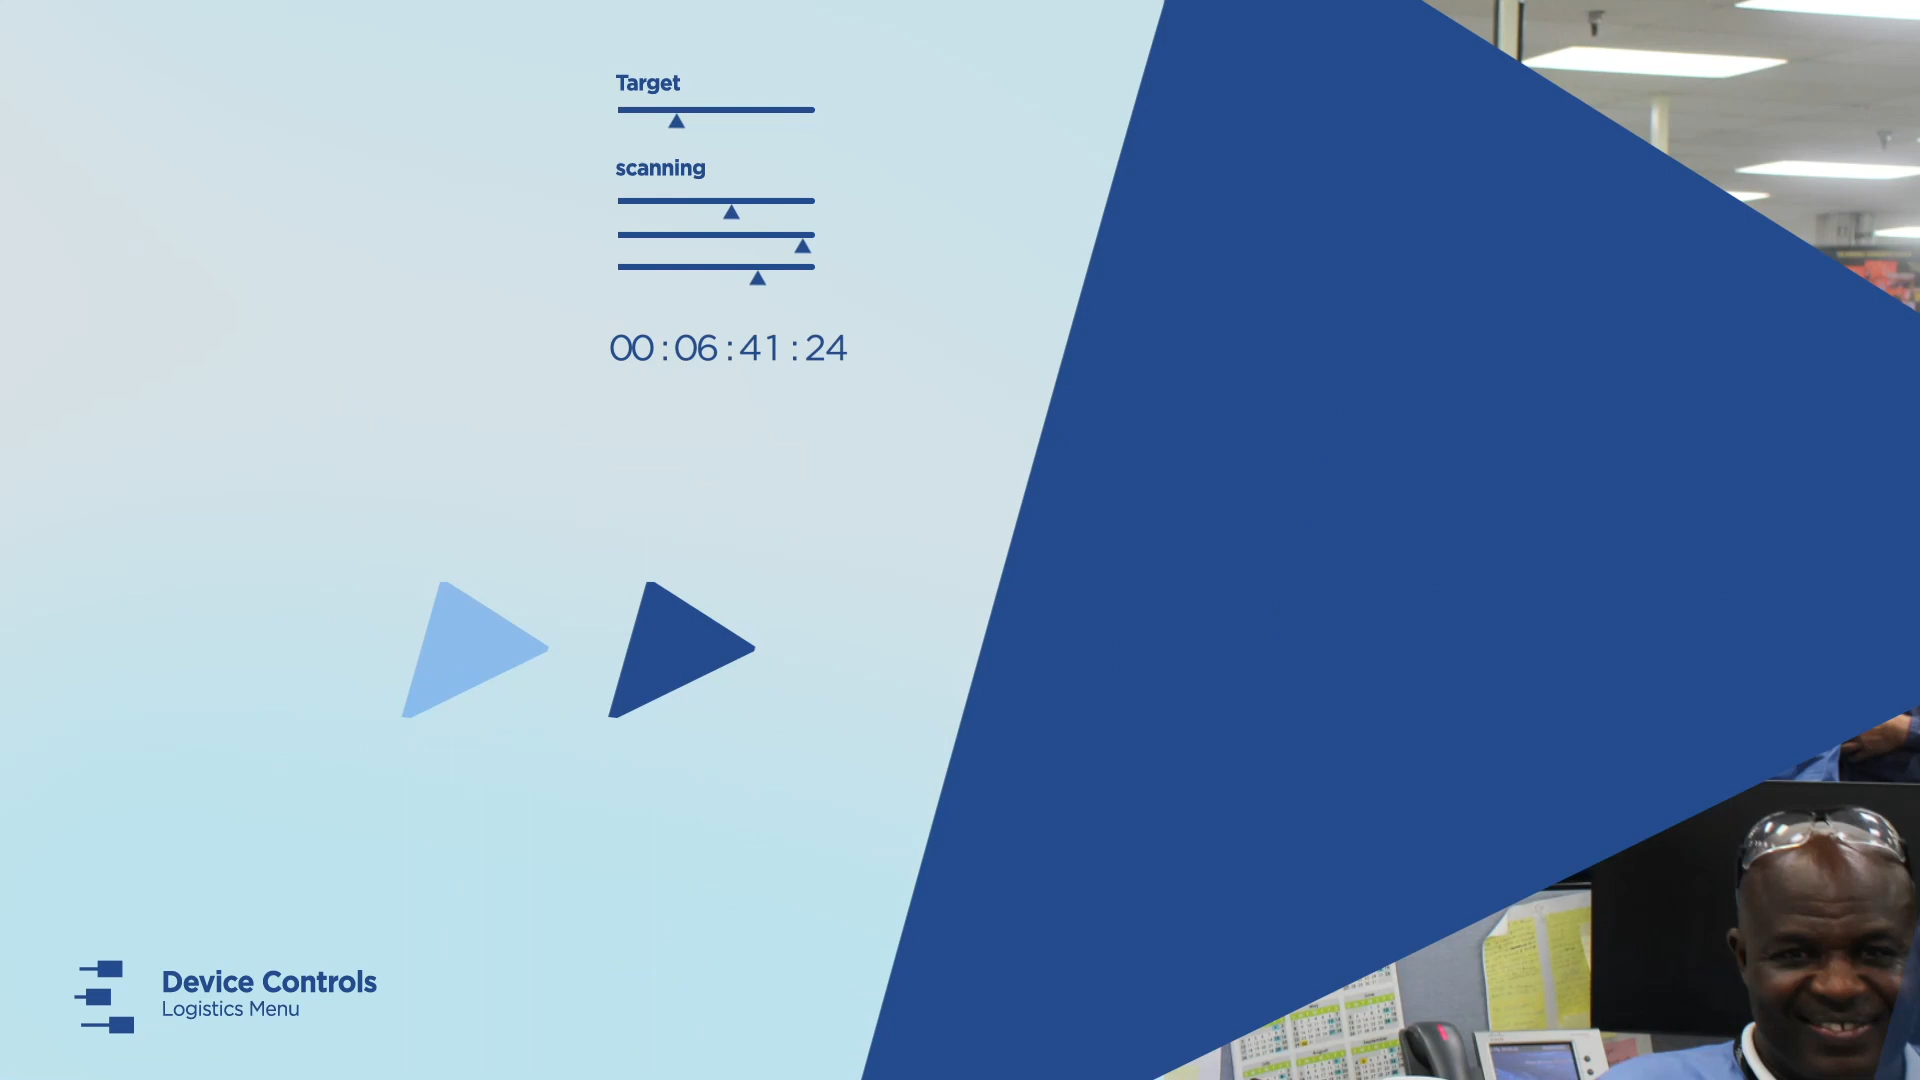 Target
scanning
00:06:41:24
Device Controls
Logistics Menu